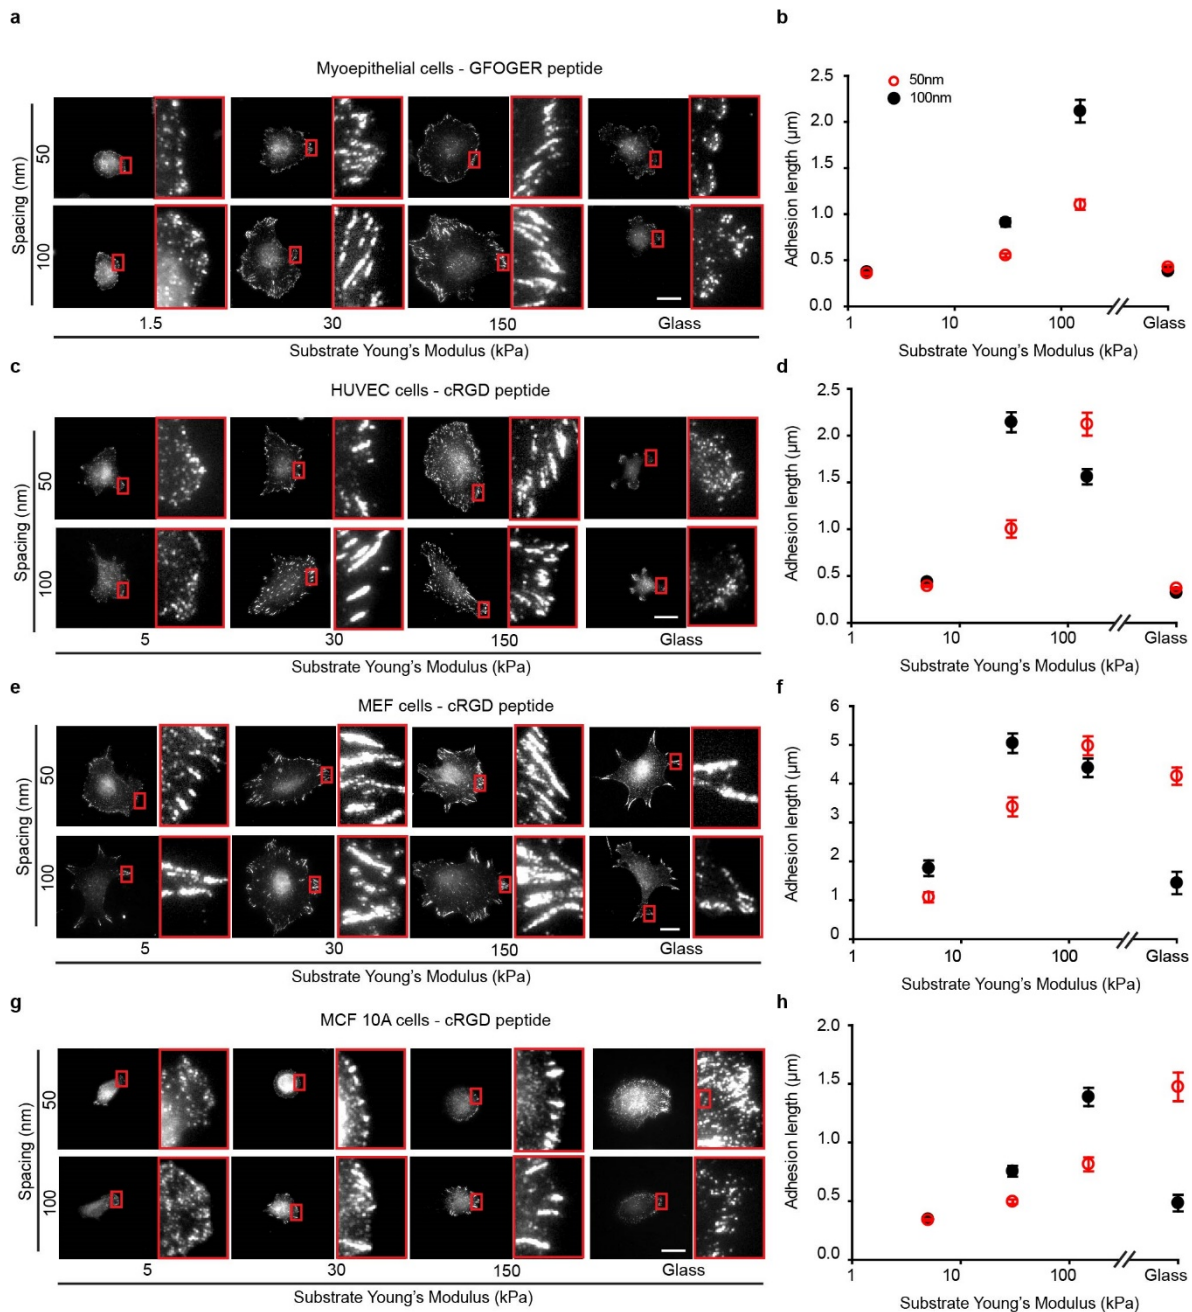 a
Myoepithelial cells - GFOGER peptide
Spacing (nm)
50
100
1.5 30 150 Glass
Substrate Young's Modulus (kPa)
b
50nm
100nm
Adhesion length (µm)
2.5
2.0
1.5
1.0
0.5
0.0
1 10 100 Glass
Substrate Young's Modulus (kPa)
c
HUVEC cells - cRGD peptide
Spacing (nm)
50
100
5 30 150 Glass
Substrate Young's Modulus (kPa)
d
Adhesion length (µm)
2.5
2.0
1.5
1.0
0.5
0.0
1 10 100 Glass
Substrate Young's Modulus (kPa)
e
MEF cells - cRGD peptide
Spacing (nm)
50
100
5 30 150 Glass
Substrate Young's Modulus (kPa)
f
Adhesion length (µm)
6
5
4
3
2
1
0
1 10 100 Glass
Substrate Young's Modulus (kPa)
g
MCF 10A cells - cRGD peptide
Spacing (nm)
50
100
5 30 150 Glass
Substrate Young's Modulus (kPa)
h
Adhesion length (µm)
2.0
1.5
1.0
0.5
0.0
1 10 100 Glass
Substrate Young's Modulus (kPa)